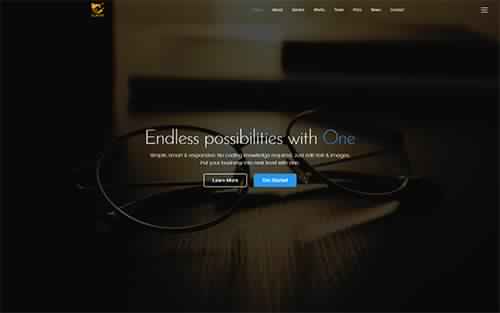 Home About Service Works Team Price News Contact
Endless possibilities with One
Simple, smart & responsive. No coding knowledge required. Just edit text & images.
Put your business into next level with one.
Learn More Get Started